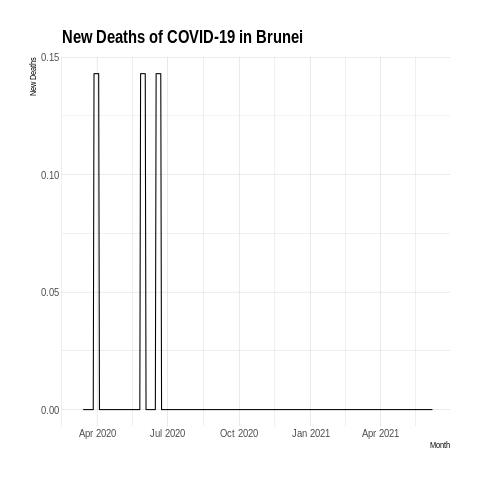 New Deaths of COVID-19 in Brunei
New Deaths
0.15
0.10
0.05
0.00
Apr 2020 Jul 2020 Oct 2020 Jan 2021 Apr 2021
Month